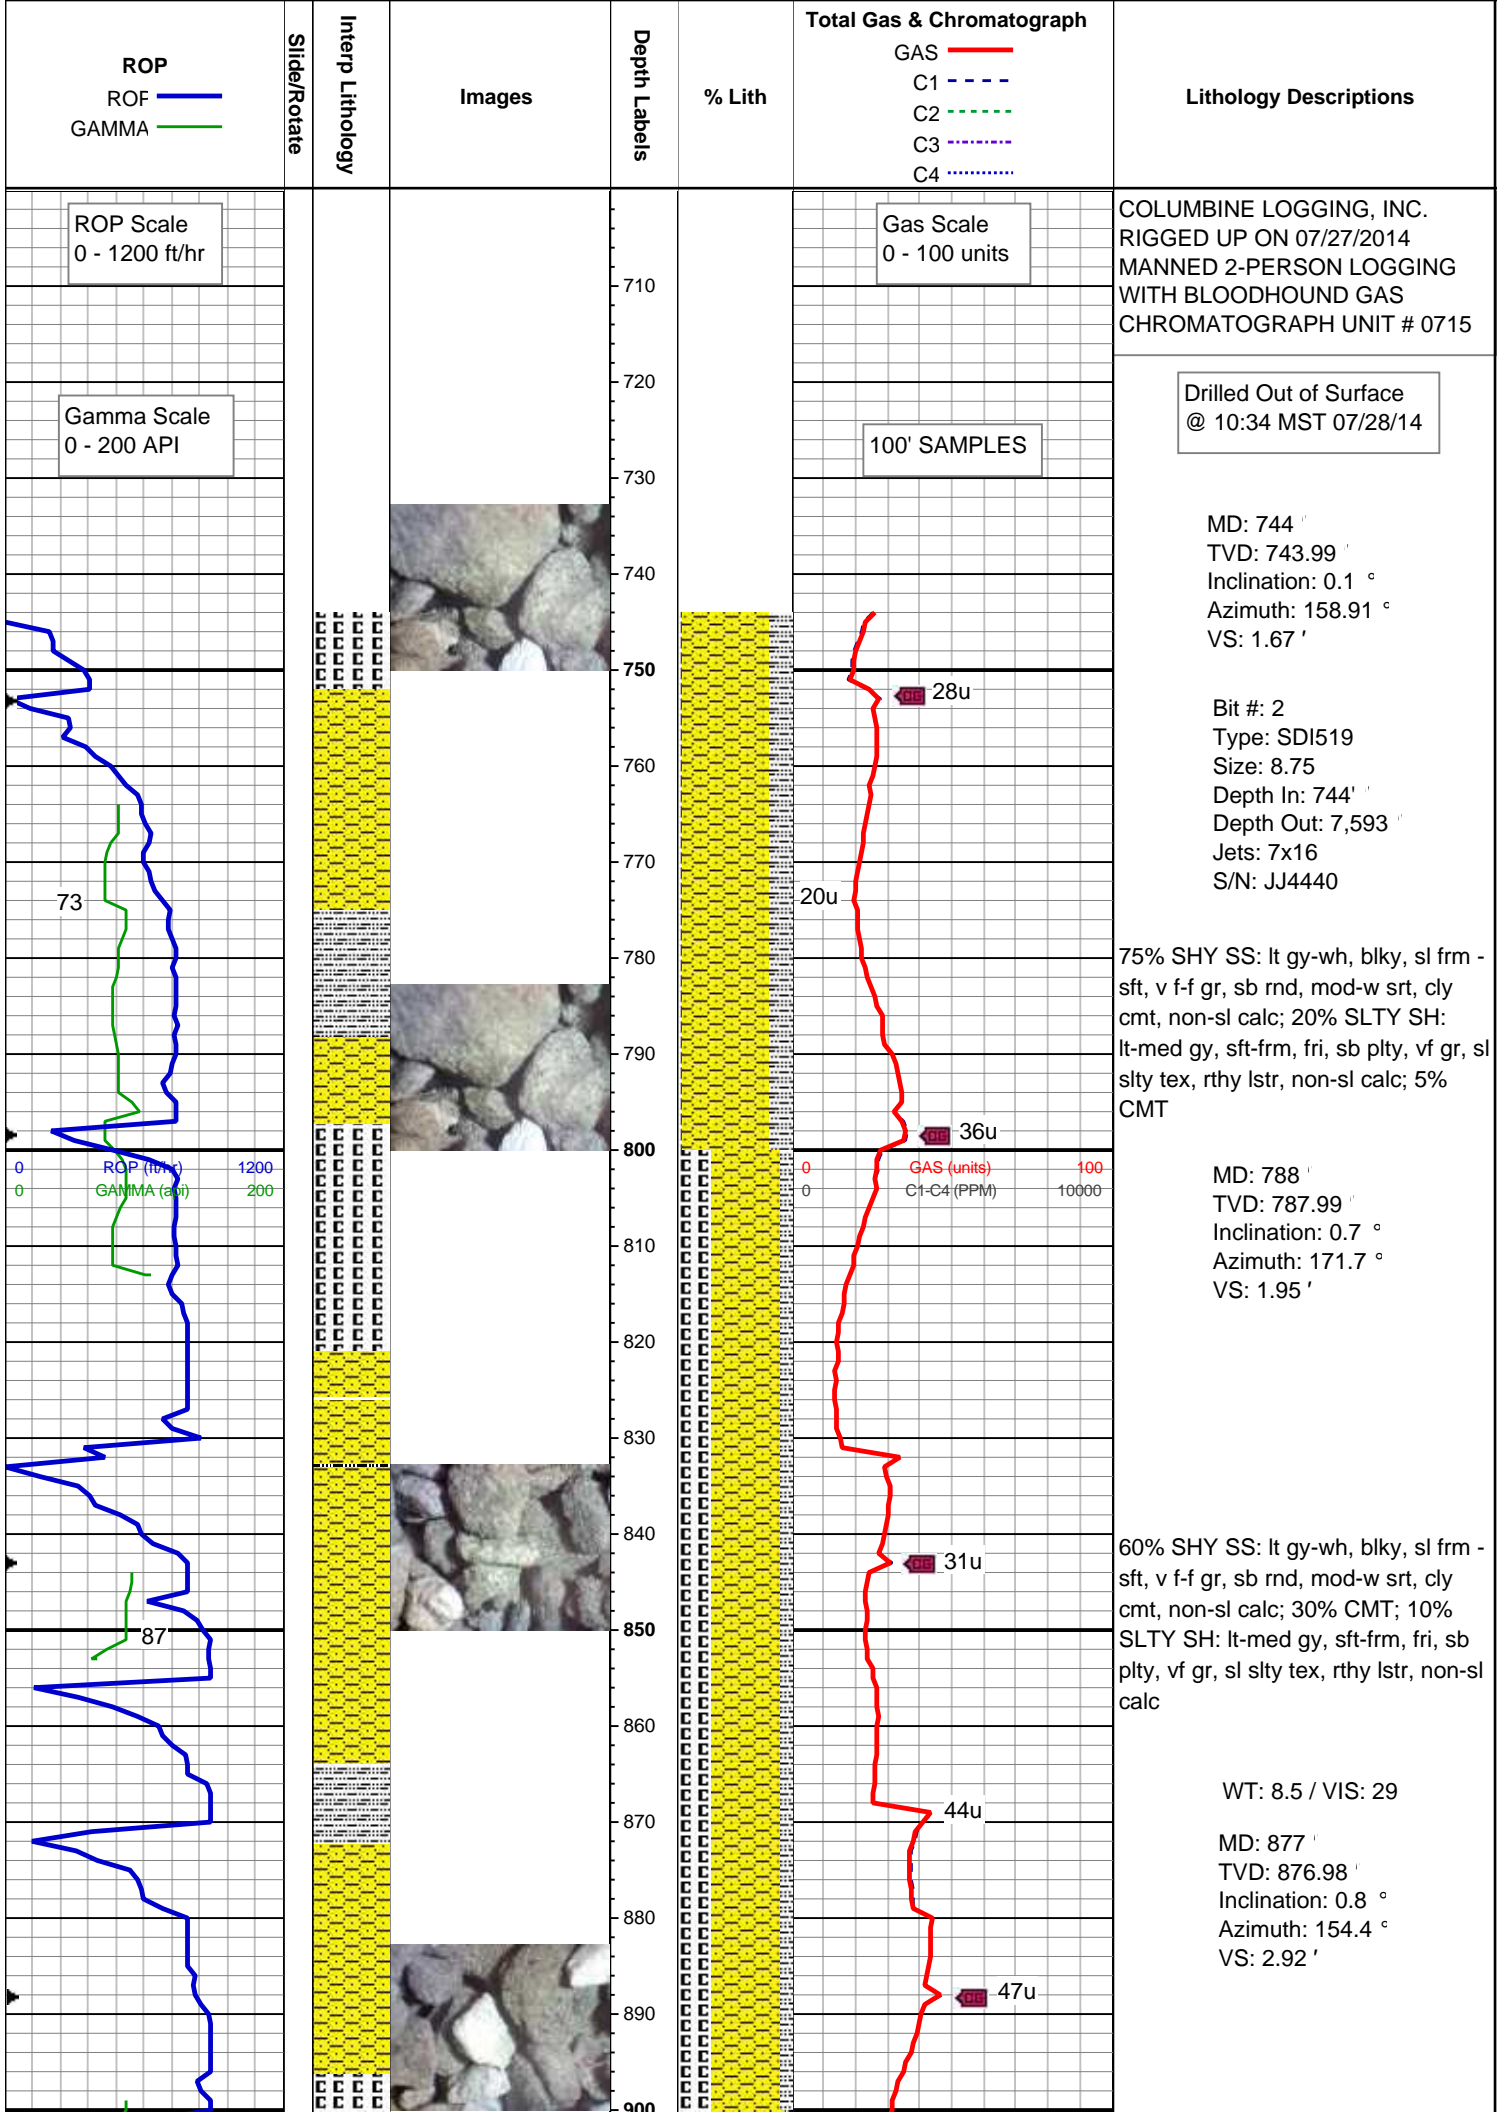 ROP
ROP
GAMMA
Slide/Rotate
Interp Lithology
Images
Depth Labels
% Lith
Total Gas & Chromatograph
GAS
C1
C2
C3
C4
Lithology Descriptions
ROP Scale
0 - 1200 ft/hr
Gas Scale
0 - 100 units
COLUMBINE LOGGING, INC.
RIGGED UP ON 07/27/2014
MANNED 2-PERSON LOGGING
WITH BLOODHOUND GAS
CHROMATOGRAPH UNIT # 0715
710
720
Drilled Out of Surface
@ 10:34 MST 07/28/14
Gamma Scale
0 - 200 API
100' SAMPLES
730
MD: 744 '
TVD: 743.99 '
Inclination: 0.1 °
Azimuth: 158.91 °
VS: 1.67 '
740
750
CG 28u
Bit #: 2
Type: SDI519
Size: 8.75
Depth In: 744' '
Depth Out: 7,593 '
Jets: 7x16
S/N: JJ4440
760
770
73
20u
780
75% SHY SS: lt gy-wh, blky, sl frm -
sft, v f-f gr, sb rnd, mod-w srt, cly
cmt, non-sl calc; 20% SLTY SH:
lt-med gy, sft-frm, fri, sb plty, vf gr, sl
slty tex, rthy lstr, non-sl calc; 5%
CMT
790
CG 36u
800
0 ROP (ft/hr) 1200
0 GAMMA (api) 200
0 GAS (units) 100
0 C1-C4 (PPM) 10000
MD: 788 '
TVD: 787.99 '
Inclination: 0.7 °
Azimuth: 171.7 °
VS: 1.95 '
810
820
830
840
CG 31u
60% SHY SS: lt gy-wh, blky, sl frm -
sft, v f-f gr, sb rnd, mod-w srt, cly
cmt, non-sl calc; 30% CMT; 10%
SLTY SH: lt-med gy, sft-frm, fri, sb
plty, vf gr, sl slty tex, rthy lstr, non-sl
calc
850
87
860
WT: 8.5 / VIS: 29
870
44u
MD: 877 '
TVD: 876.98 '
Inclination: 0.8 °
Azimuth: 154.4 °
VS: 2.92 '
880
CG 47u
890
900